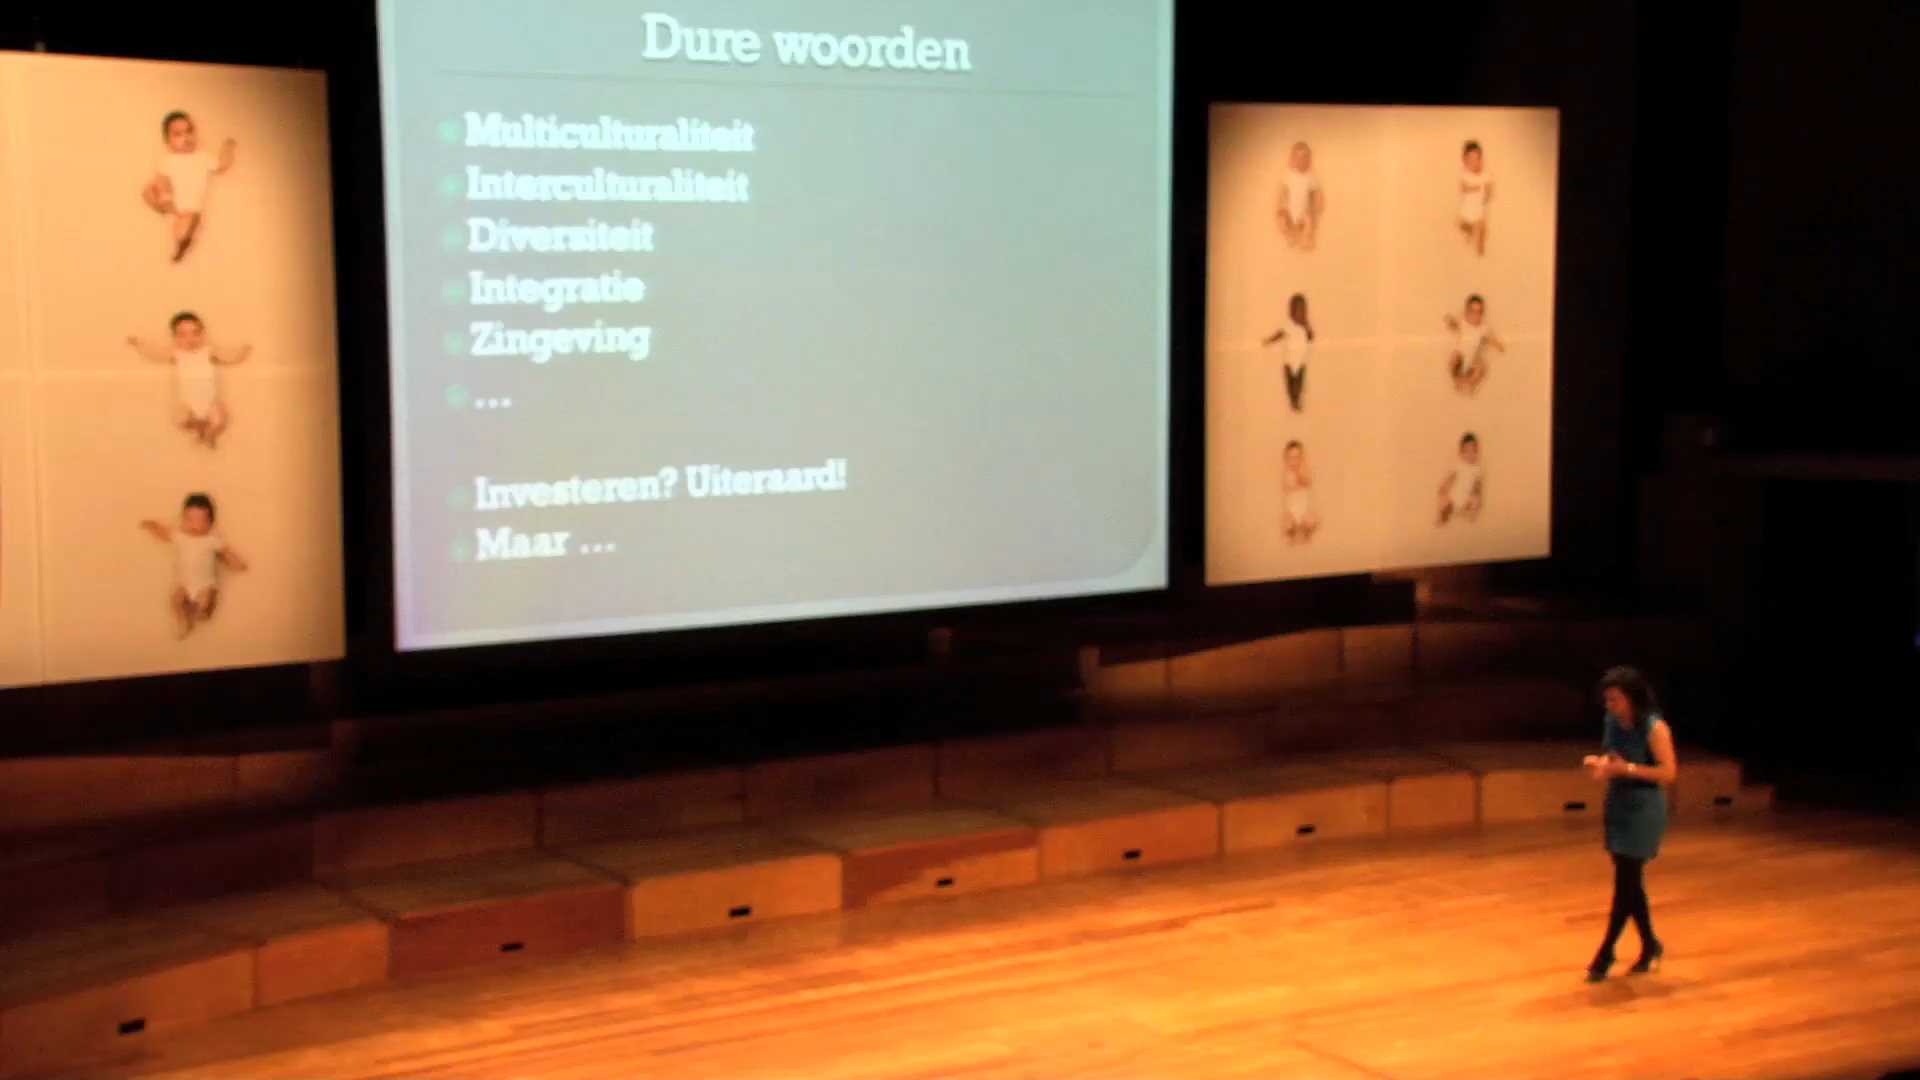 Dure woorden
Multiculturaliteit
Interculturaliteit
Diversiteit
Integratie
Zingeving
...
Investeren? Uiteraard!
Maar ...